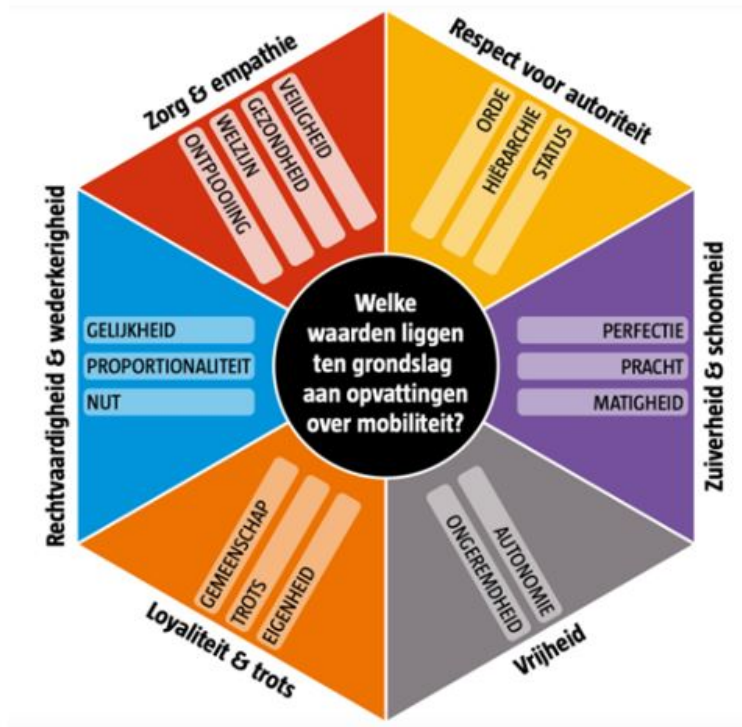 Zorg & empathie
ONTPLOOIING
WELZIJN
GEZONDHEID
VEILIGHEID
Respect voor autoriteit
ORDE
HIËRARCHIE
STATUS
Zuiverheid & schoonheid
PERFECTIE
PRACHT
MATIGHEID
Vrijheid
AUTONOMIE
ONGEREMDHEID
Loyaliteit & trots
GEMEENSCHAP
TROTS
EIGENHEID
Rechtvaardigheid & wederkerigheid
GELIJKHEID
PROPORTIONALITEIT
NUT
Welke
waarden liggen
ten grondslag
aan opvattingen
over mobiliteit?